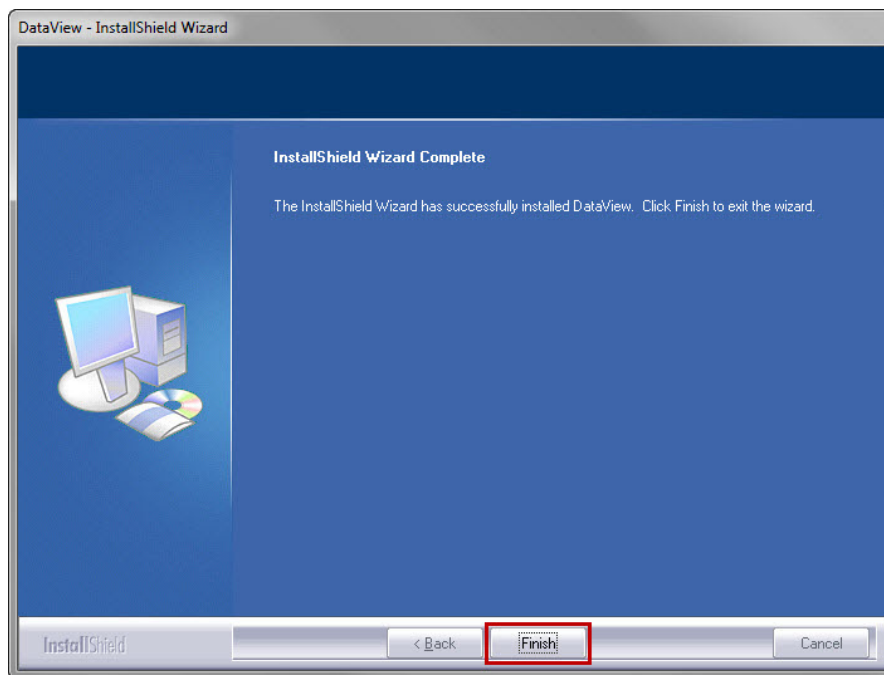 DataView - InstallShield Wizard
InstallShield Wizard Complete
The InstallShield Wizard has successfully installed DataView. Click Finish to exit the wizard.
InstallShield
< Back
Finish
Cancel